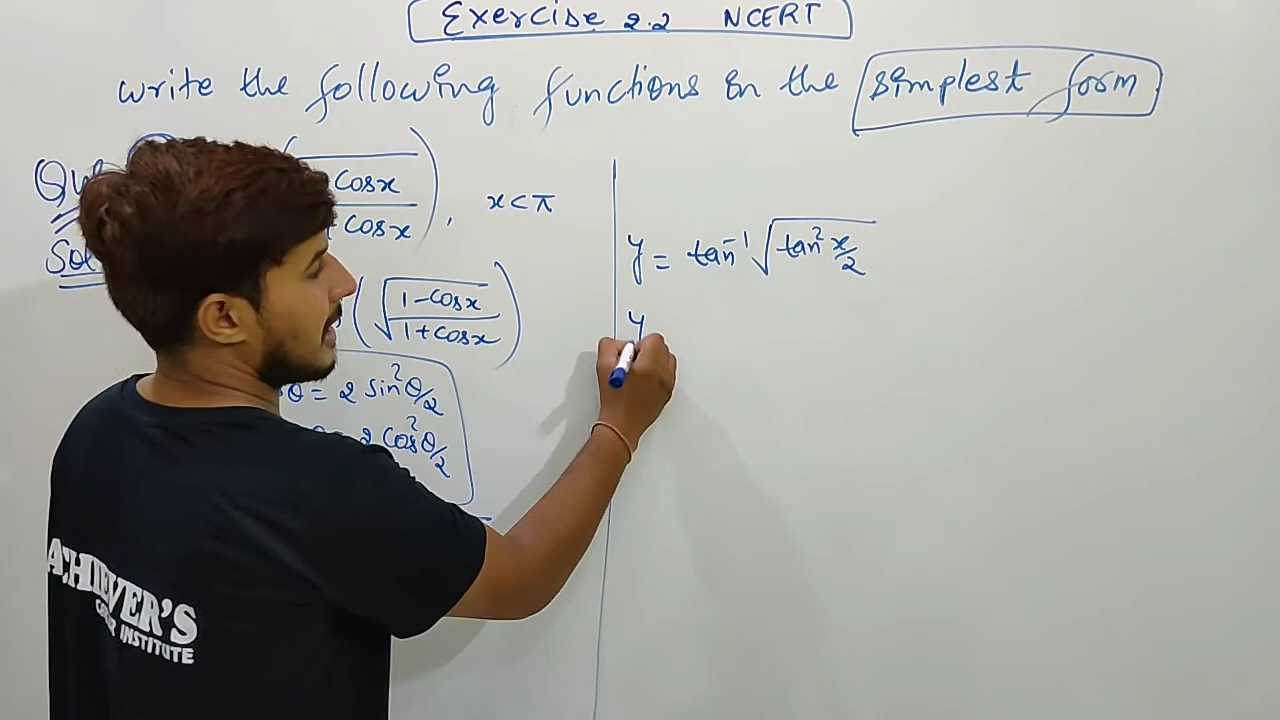 Exercise 2.2 NCERT
write the following functions in the simplest form
cosx / cosx ) , x<π
Sol
( √ 1-cosx / 1+cosx )
θ = 2 sin²θ/2
2 cos²θ/2
y = tan⁻¹ √ tan² x/2
y
ACHIEVER'S
INSTITUTE